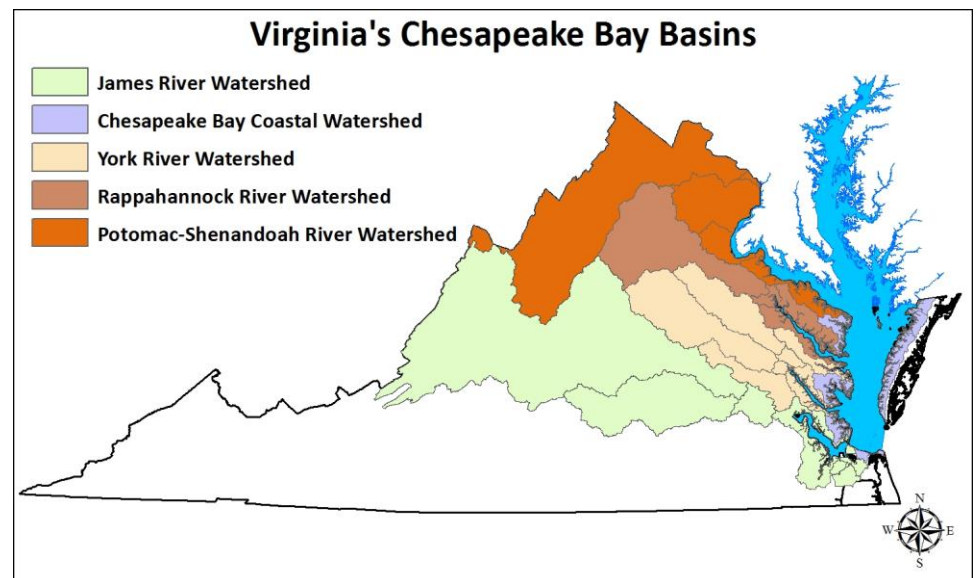 Virginia's Chesapeake Bay Basins
James River Watershed
Chesapeake Bay Coastal Watershed
York River Watershed
Rappahannock River Watershed
Potomac-Shenandoah River Watershed
N
W E
S